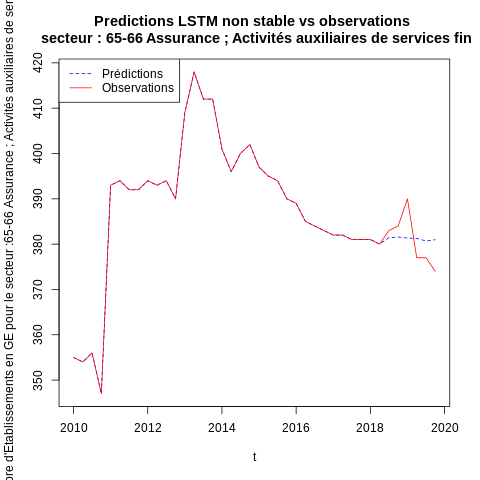 Predictions LSTM non stable vs observations
secteur : 65-66 Assurance ; Activités auxiliaires de services fin
Prédictions
Observations
420
410
400
390
380
370
360
350
2010
2012
2014
2016
2018
2020
t
bre d'Etablissements en GE pour le secteur :65-66 Assurance ; Activités auxiliaires de ser